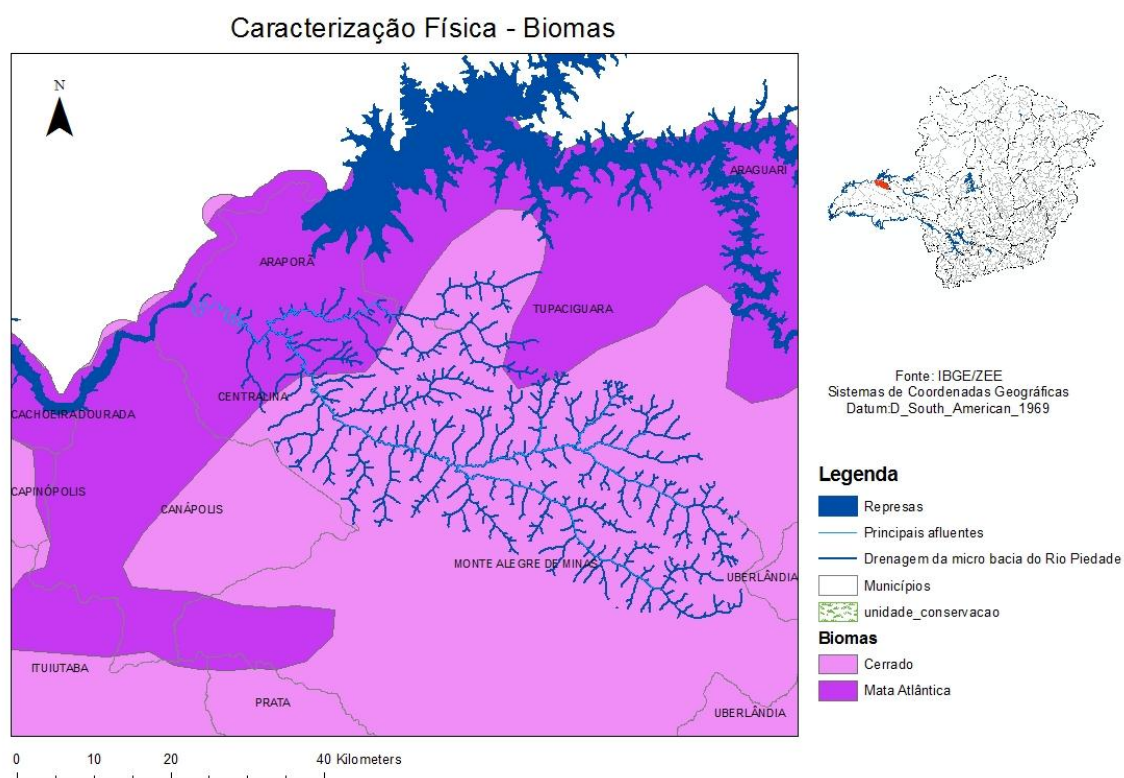 Caracterização Física - Biomas
N
ARAGUARI
ARAPORÃ
TUPACIGUARA
CENTRALINA
CACHOEIRA DOURADA
CAPINÓPOLIS
CANÁPOLIS
MONTE ALEGRE DE MINAS
UBERLÂNDIA
ITUIUTABA
PRATA
UBERLÂNDIA
0 10 20 40 Kilometers
Fonte: IBGE/ZEE
Sistemas de Coordenadas Geográficas
Datum:D_South_American_1969
Legenda
Represas
Principais afluentes
Drenagem da micro bacia do Rio Piedade
Municípios
unidade_conservacao
Biomas
Cerrado
Mata Atlântica